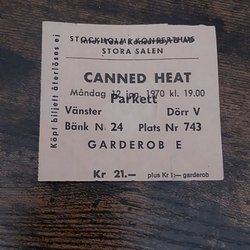 STOCKHOLMS KONSERTHUS
STORA SALEN
CANNED HEAT
Måndag 12 jan. 1970 kl. 19.00
Parkett
Vänster Dörr V
Bänk N 24 Plats Nr 743
GARDEROB E
Kr 21.— plus Kr 1:— garderob
Köpt biljett återlöses ej